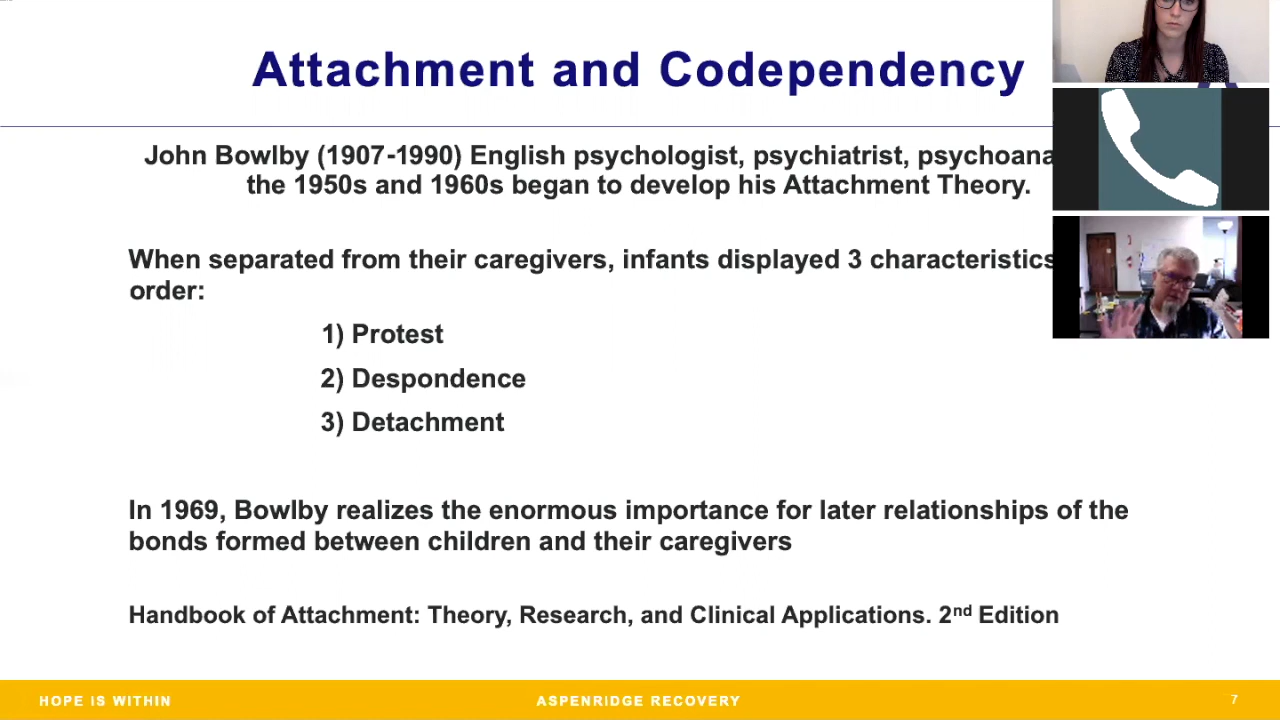 Attachment and Codependency
John Bowlby (1907-1990) English psychologist, psychiatrist,
the 1950s and 1960s began to develop his Attachment Theory.
When separated from their caregivers, infants displayed 3 characteristics
order:
1) Protest
2) Despondence
3) Detachment
In 1969, Bowlby realizes the enormous importance for later relationships of the
bonds formed between children and their caregivers
Handbook of Attachment: Theory, Research, and Clinical Applications. 2nd Edition
HOPE IS WITHIN
ASPENRIDGE RECOVERY
7